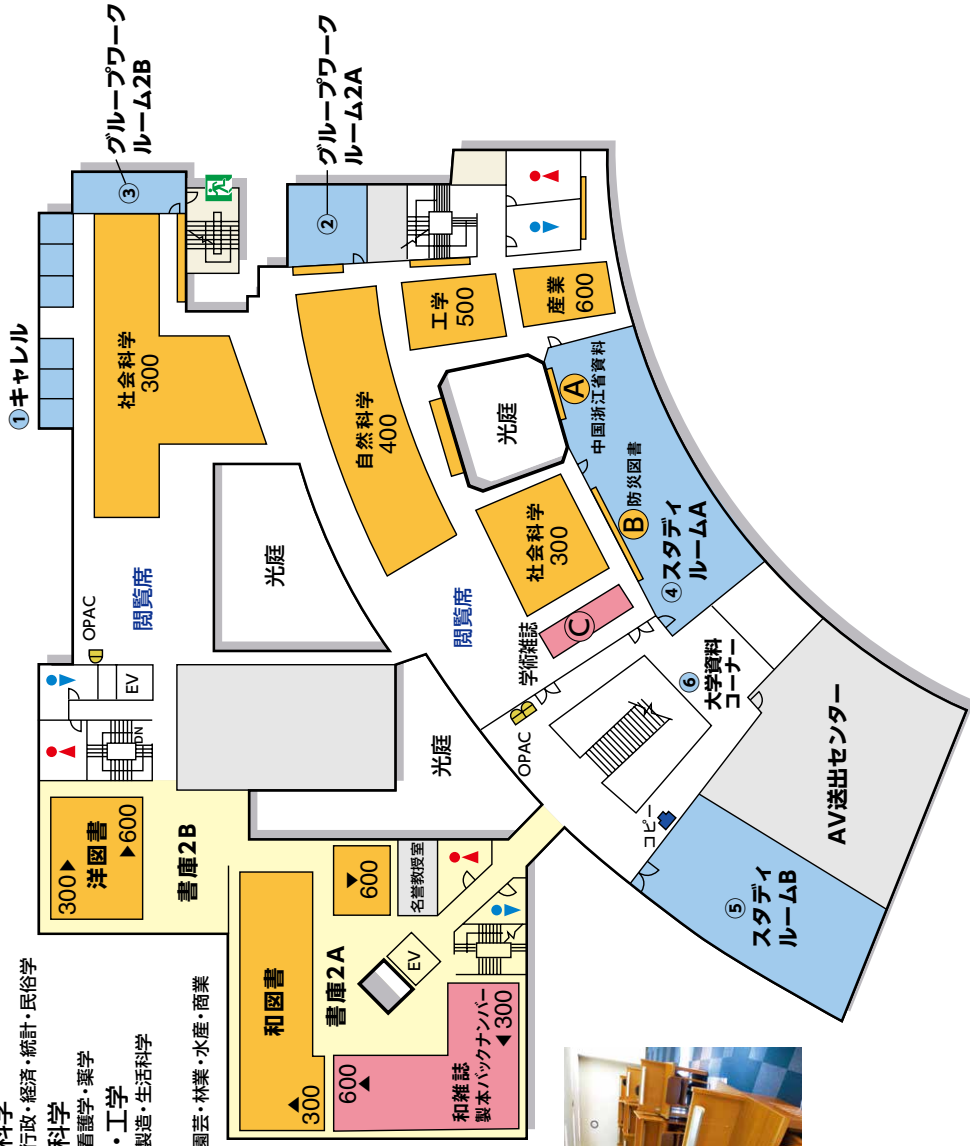 グループワーク
ルーム2B
③
①キャレル
社会科学
300
グループワーク
ルーム2A
②
工学
500
産業
600
自然科学
400
光庭
A
中国浙江省資料
B
防災図書
④スタディ
ルームA
社会科学
300
C
学術雑誌
閲覧席
OPAC
閲覧席
光庭
OPAC
EV
DN
光庭
⑥
大学資料
コーナー
コピー
AV送出センター
⑤
スタディ
ルームB
300▶
洋図書
▶600
書庫2B
▶600
名誉教授室
和図書
▲300
書庫2A
EV
600▲
和雑誌
製本バックナンバー
◀300
科学
行政・経済・統計・民俗学
科学
看護学・薬学
・工学
製造・生活科学
園芸・林業・水産・商業